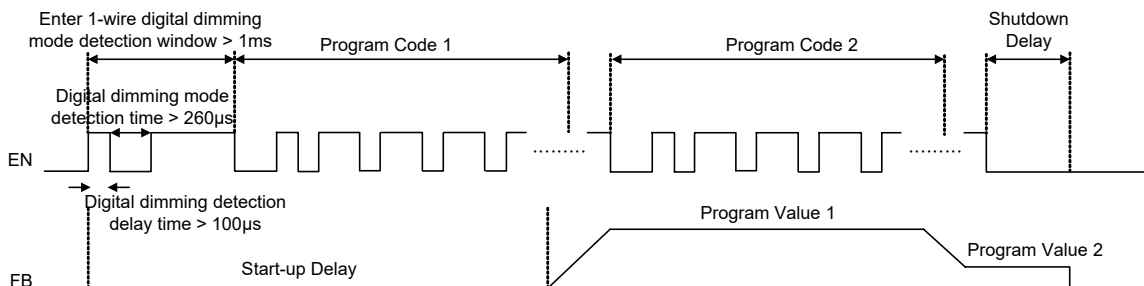 Enter 1-wire digital dimming
mode detection window > 1ms
Program Code 1
Program Code 2
Shutdown
Delay
Digital dimming mode
detection time > 260µs
EN
Digital dimming detection
delay time > 100µs
Program Value 1
Program Value 2
Start-up Delay
FB